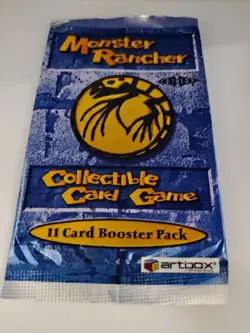 Monster
Rancher
Collectible
Card Game
11 Card Booster Pack
artbox